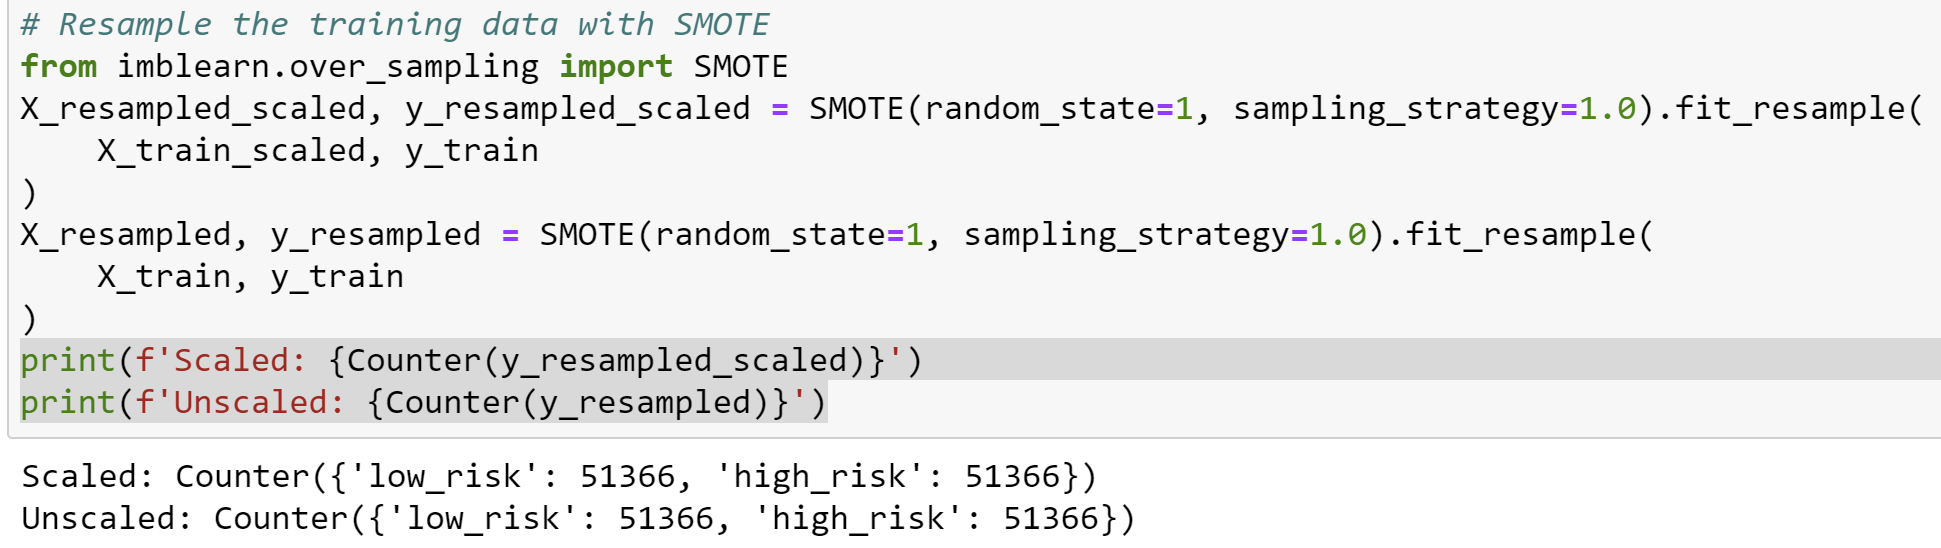 # Resample the training data with SMOTE
from imblearn.over_sampling import SMOTE
X_resampled_scaled, y_resampled_scaled = SMOTE(random_state=1, sampling_strategy=1.0).fit_resample(
    X_train_scaled, y_train
)
X_resampled, y_resampled = SMOTE(random_state=1, sampling_strategy=1.0).fit_resample(
    X_train, y_train
)
print(f'Scaled: {Counter(y_resampled_scaled)}')
print(f'Unscaled: {Counter(y_resampled)}')
Scaled: Counter({'low_risk': 51366, 'high_risk': 51366})
Unscaled: Counter({'low_risk': 51366, 'high_risk': 51366})